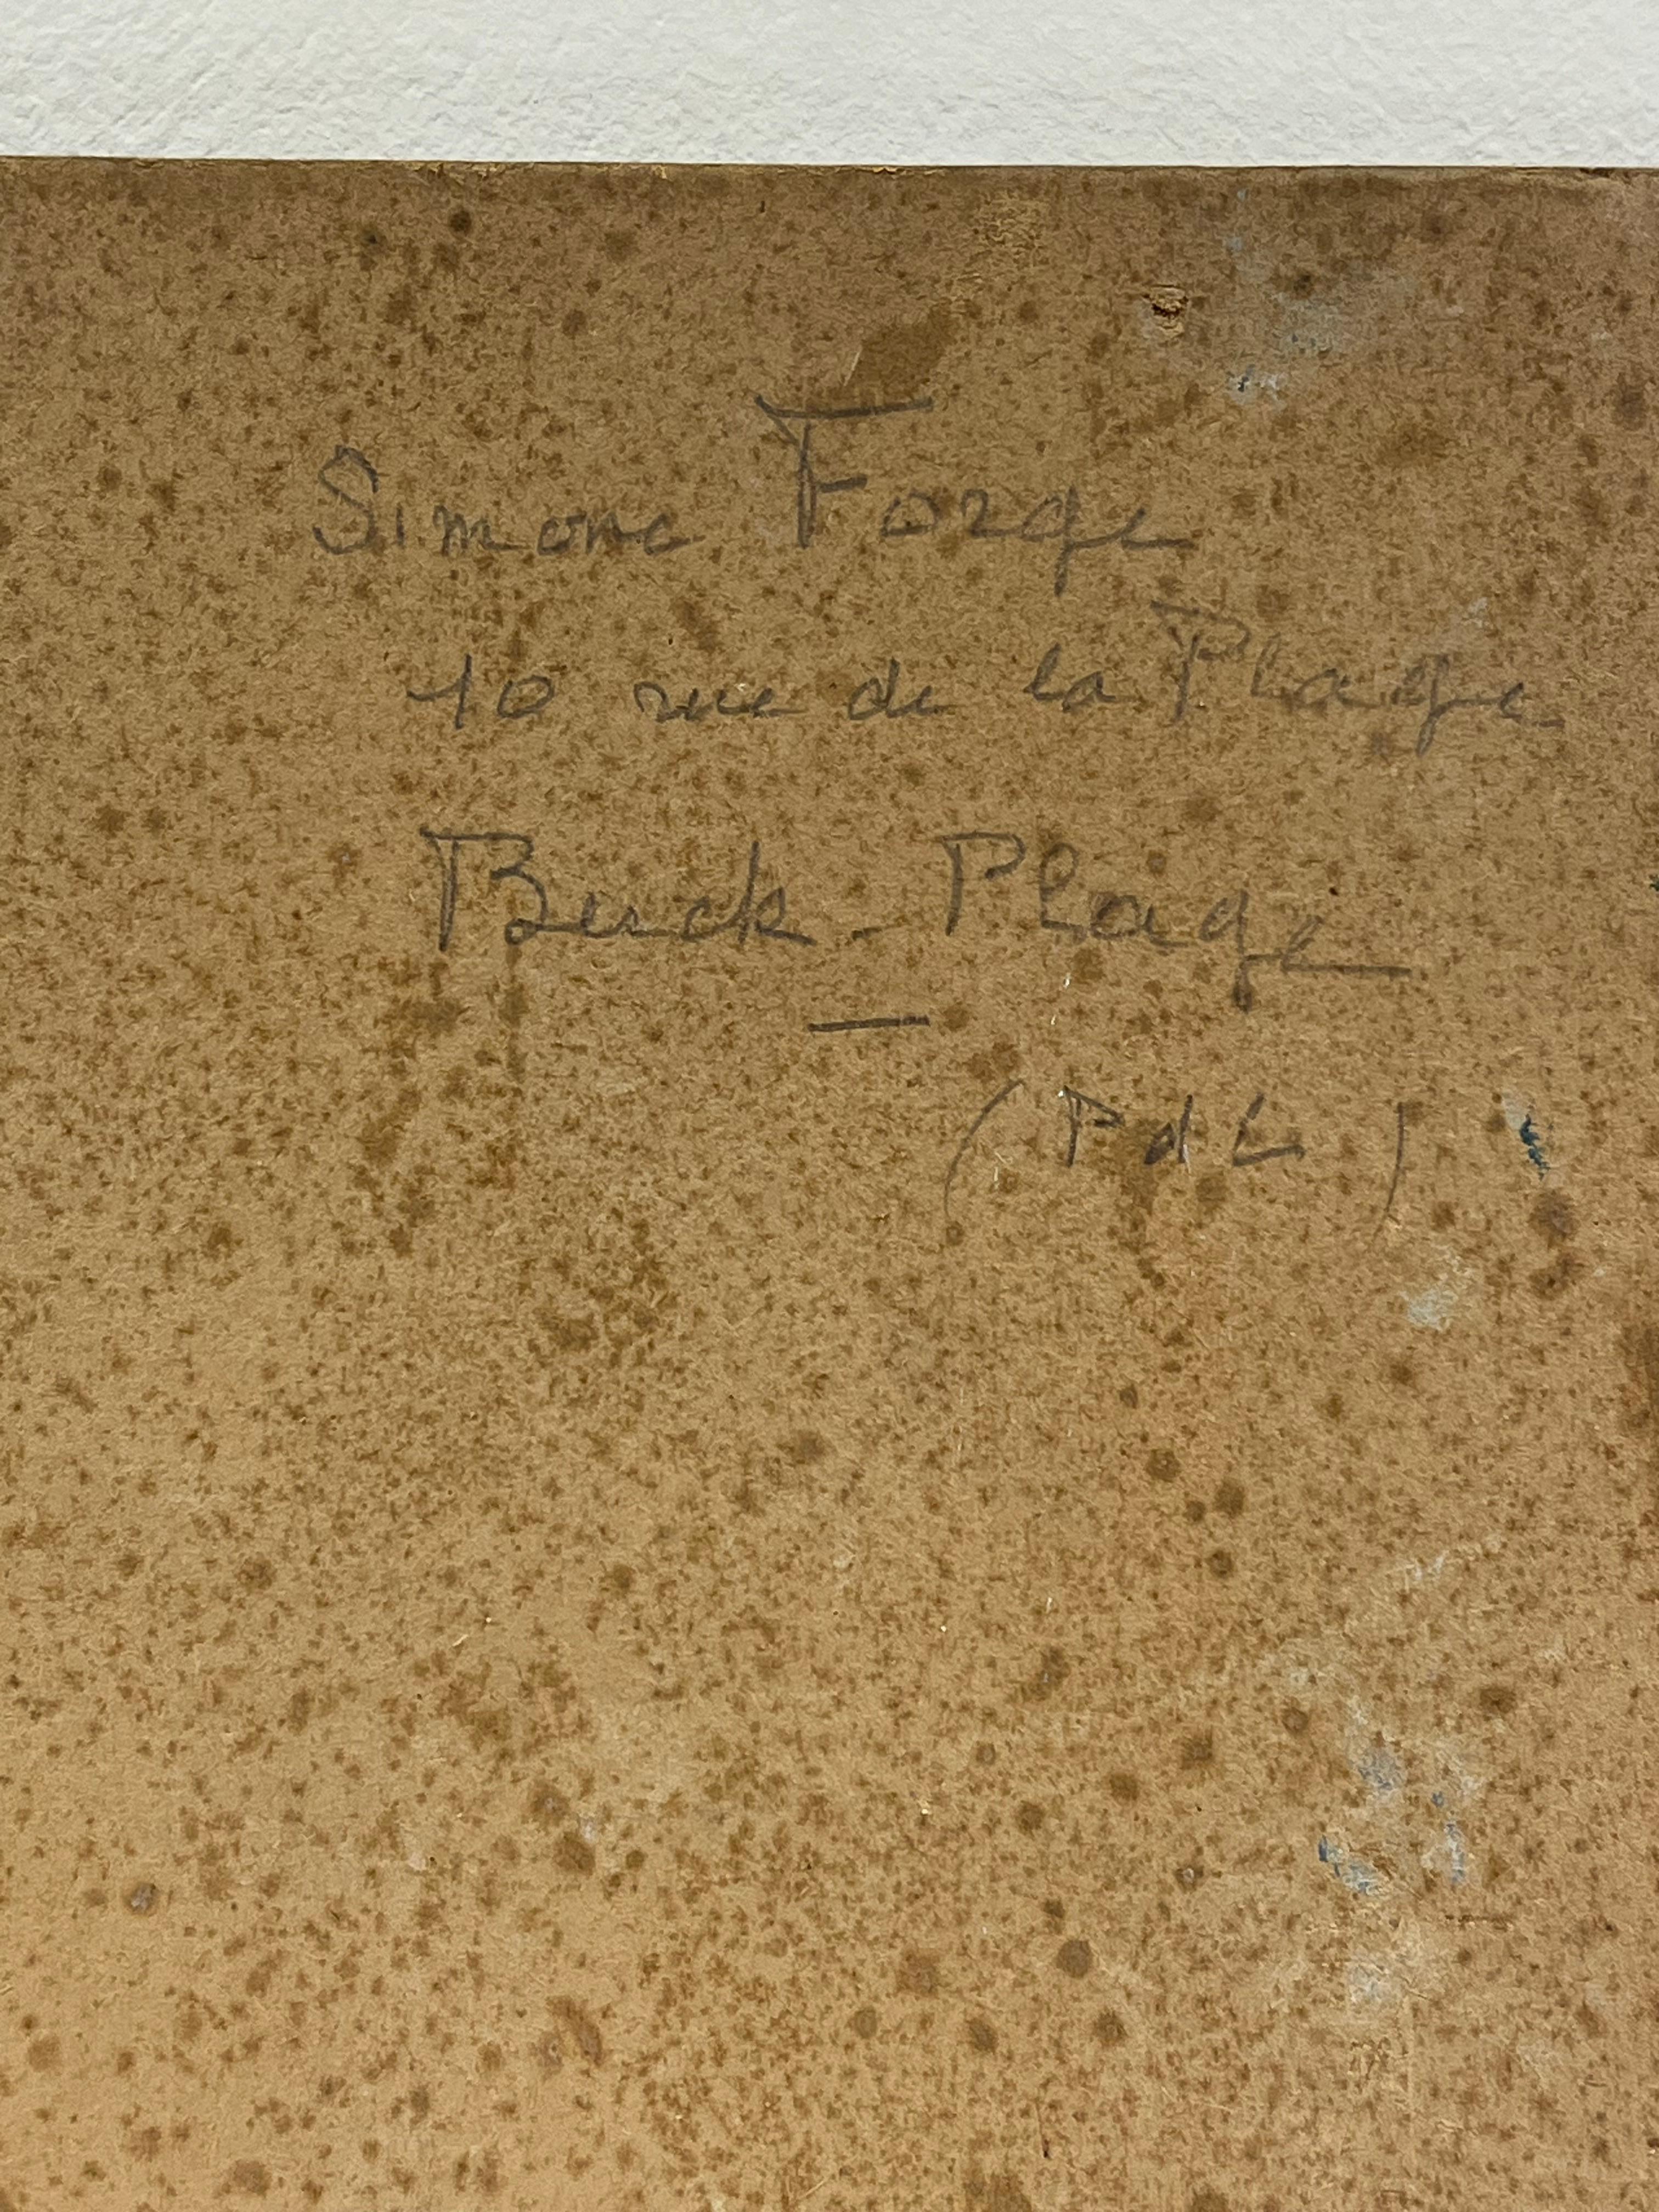 Simone Forge
10 rue de la Plage
Berck-Plage
(P d C)